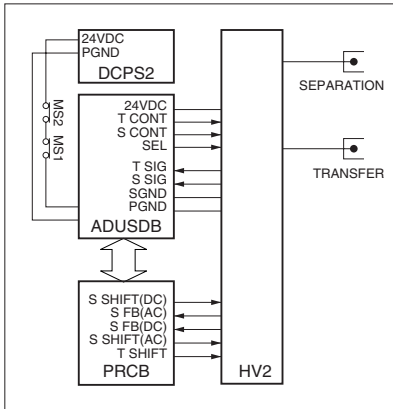 24VDC
PGND
DCPS2
MS2
MS1
24VDC
T CONT
S CONT
SEL
T SIG
S SIG
SGND
PGND
ADUSDB
S SHIFT(DC)
S FB(AC)
S FB(DC)
S SHIFT(AC)
T SHIFT
PRCB
HV2
SEPARATION
TRANSFER